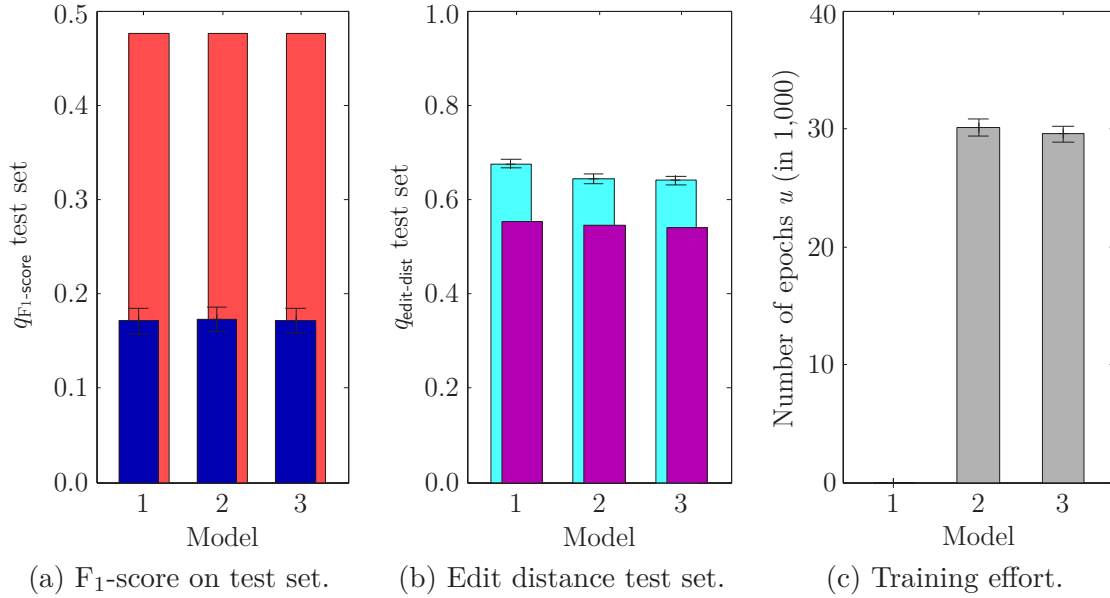 0.5
0.4
0.3
0.2
0.1
0.0
q_F1-score test set
1 2 3
Model
(a) F₁-score on test set.
1.0
0.8
0.6
0.4
0.2
0.0
q_edit-dist test set
1 2 3
Model
(b) Edit distance test set.
40
30
20
10
0
Number of epochs u (in 1,000)
1 2 3
Model
(c) Training effort.